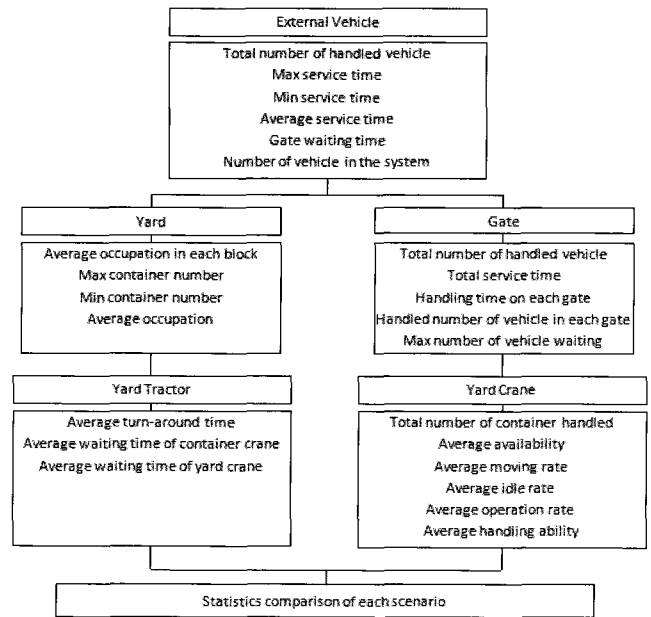 External Vehicle
Total number of handled vehicle
Max service time
Min service time
Average service time
Gate waiting time
Number of vehicle in the system
Yard
Average occupation in each block
Max container number
Min container number
Average occupation
Gate
Total number of handled vehicle
Total service time
Handling time on each gate
Handled number of vehicle in each gate
Max number of vehicle waiting
Yard Tractor
Average turn-around time
Average waiting time of container crane
Average waiting time of yard crane
Yard Crane
Total number of container handled
Average availability
Average moving rate
Average idle rate
Average operation rate
Average handling ability
Statistics comparison of each scenario